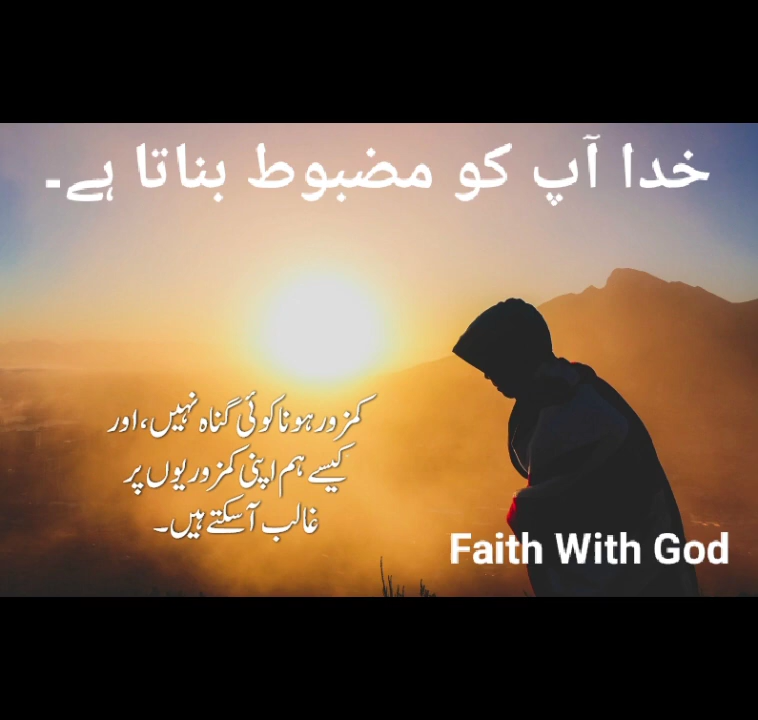 خدا آپ کو مضبوط بناتا ہے۔
کمزور ہونا کوئی گناہ نہیں، اور
کیسے ہم اپنی کمزوریوں پر
غالب آسکتے ہیں۔
Faith With God